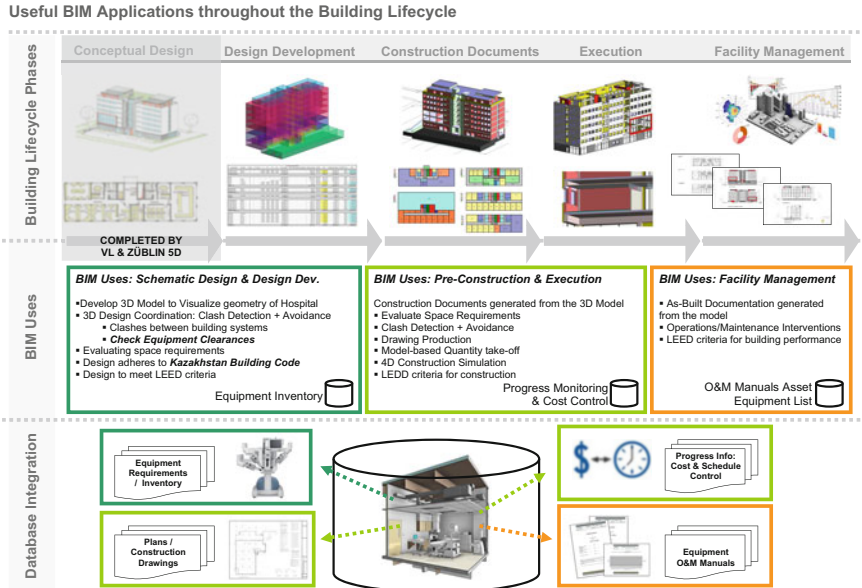 Useful BIM Applications throughout the Building Lifecycle
Building Lifecycle Phases
Conceptual Design
Design Development
Construction Documents
Execution
Facility Management
COMPLETED BY
VL & ZÜBLIN 5D
BIM Uses
BIM Uses: Schematic Design & Design Dev.
▪Develop 3D Model to Visualize geometry of Hospital
▪ 3D Design Coordination: Clash Detection + Avoidance
▪ Clashes between building systems
▪ Check Equipment Clearances
▪ Evaluating space requirements
▪ Design adheres to Kazakhstan Building Code
▪ Design to meet LEED criteria
Equipment Inventory
BIM Uses: Pre-Construction & Execution
Construction Documents generated from the 3D Model
▪ Evaluate Space Requirements
▪ Clash Detection + Avoidance
▪ Drawing Production
▪ Model-based Quantity take-off
▪ 4D Construction Simulation
▪ LEDD criteria for construction
Progress Monitoring
& Cost Control
BIM Uses: Facility Management
▪ As-Built Documentation generated
from the model
▪ Operations/Maintenance Interventions
▪ LEED criteria for building performance
O&M Manuals Asset
Equipment List
Database Integration
Equipment
Requirements
/ Inventory
Plans /
Construction
Drawings
$
Progress Info:
Cost & Schedule
Control
Equipment
O&M Manuals